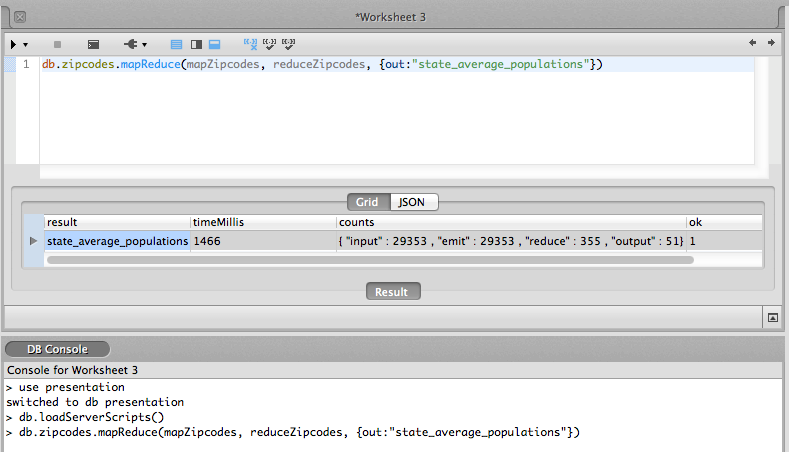 *Worksheet 3
1 db.zipcodes.mapReduce(mapZipcodes, reduceZipcodes, {out:"state_average_populations"})
Grid JSON
result timeMillis counts ok
state_average_populations 1466 { "input" : 29353 , "emit" : 29353 , "reduce" : 355 , "output" : 51} 1
Result
DB Console
Console for Worksheet 3
> use presentation
switched to db presentation
> db.loadServerScripts()
> db.zipcodes.mapReduce(mapZipcodes, reduceZipcodes, {out:"state_average_populations"})